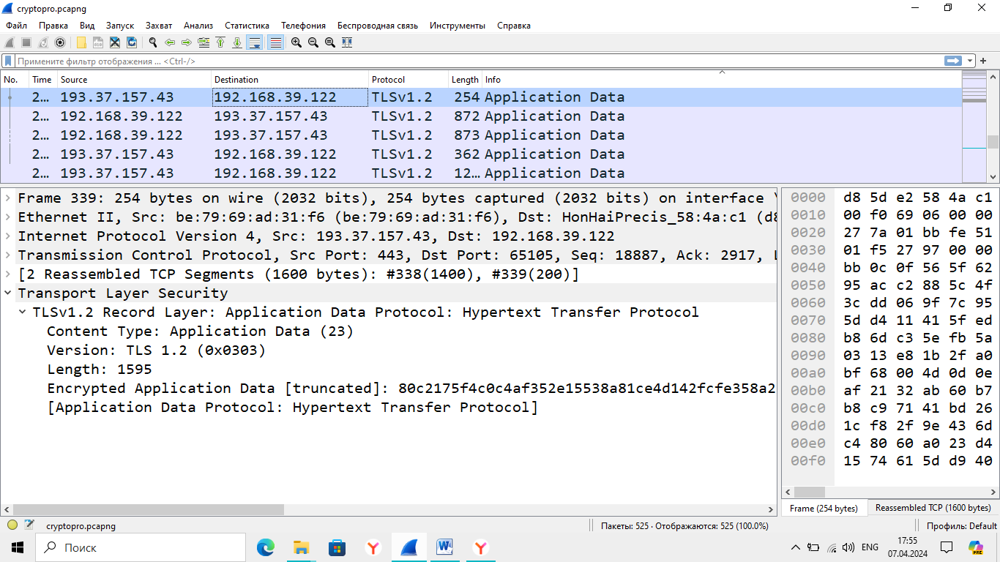 cryptopro.pcapng
Файл Правка Вид Запуск Захват Анализ Статистика Телефония Беспроводная связь Инструменты Справка
Примените фильтр отображения ... <Ctrl-/>
No. Time Source Destination Protocol Length Info
2… 193.37.157.43 192.168.39.122 TLSv1.2 254 Application Data
2… 192.168.39.122 193.37.157.43 TLSv1.2 872 Application Data
2… 192.168.39.122 193.37.157.43 TLSv1.2 873 Application Data
2… 193.37.157.43 192.168.39.122 TLSv1.2 362 Application Data
2… 193.37.157.43 192.168.39.122 TLSv1.2 12… Application Data
Frame 339: 254 bytes on wire (2032 bits), 254 bytes captured (2032 bits) on interface \
Ethernet II, Src: be:79:69:ad:31:f6 (be:79:69:ad:31:f6), Dst: HonHaiPrecis_58:4a:c1 (d8
Internet Protocol Version 4, Src: 193.37.157.43, Dst: 192.168.39.122
Transmission Control Protocol, Src Port: 443, Dst Port: 65105, Seq: 18887, Ack: 2917, L
[2 Reassembled TCP Segments (1600 bytes): #338(1400), #339(200)]
Transport Layer Security
TLSv1.2 Record Layer: Application Data Protocol: Hypertext Transfer Protocol
Content Type: Application Data (23)
Version: TLS 1.2 (0x0303)
Length: 1595
Encrypted Application Data [truncated]: 80c2175f4c0c4af352e15538a81ce4d142fcfe358a2
[Application Data Protocol: Hypertext Transfer Protocol]
0000 d8 5d e2 58 4a c1
0010 00 f0 69 06 00 00
0020 27 7a 01 bb fe 51
0030 01 f5 27 97 00 00
0040 bb 0c 0f 56 5f 62
0050 95 ac c2 88 5c 4f
0060 3c dd 06 9f 7c 95
0070 5d d4 11 41 5f ed
0080 b8 6d c3 5e fb 5a
0090 03 13 e8 1b 2f a0
00a0 bf 68 00 4d 0d 0e
00b0 af 21 32 ab 60 b7
00c0 b8 c9 71 41 bd 26
00d0 1c f8 2f 9e 43 6d
00e0 c4 80 60 a0 23 d4
00f0 15 74 61 5d d9 40
Frame (254 bytes) Reassembled TCP (1600 bytes)
cryptopro.pcapng Пакеты: 525 · Отображаются: 525 (100.0%) Профиль: Default
Поиск
ENG
17:55
07.04.2024
PRE